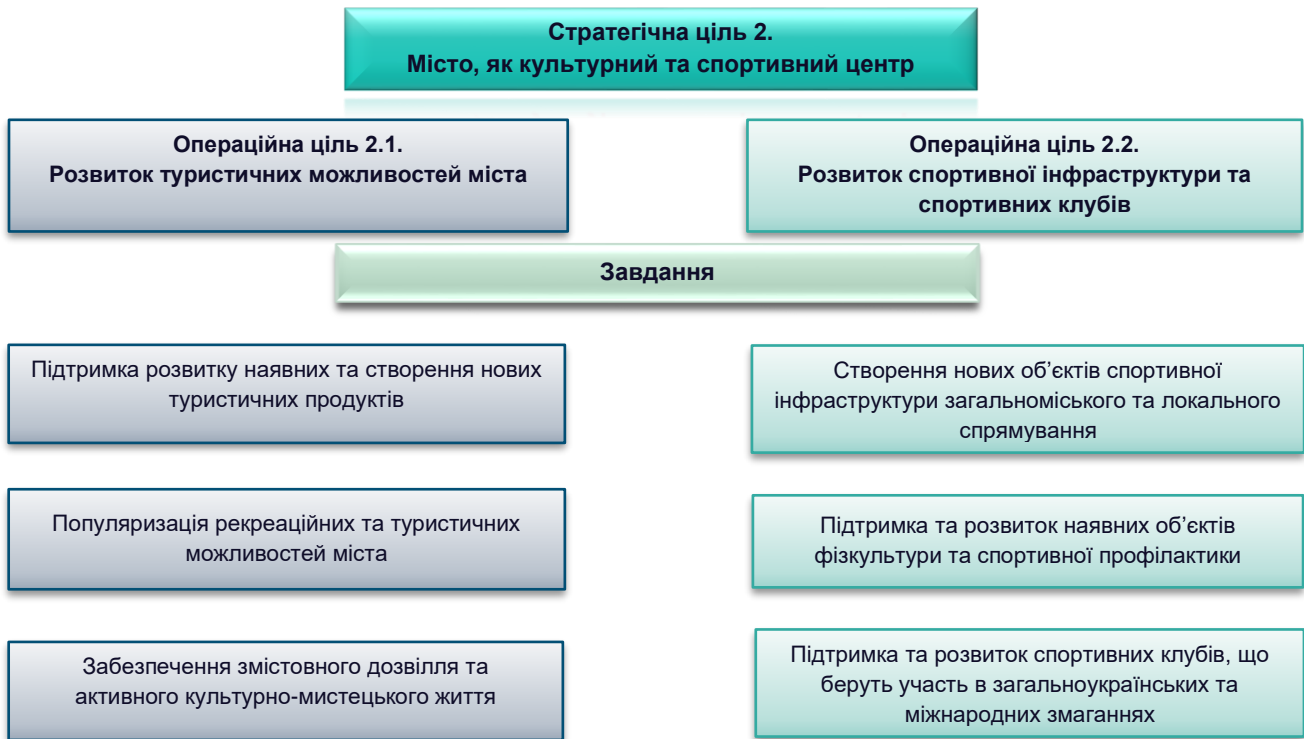 Стратегічна ціль 2.
Місто, як культурний та спортивний центр
Операційна ціль 2.1.
Розвиток туристичних можливостей міста
Операційна ціль 2.2.
Розвиток спортивної інфраструктури та
спортивних клубів
Завдання
Підтримка розвитку наявних та створення нових
туристичних продуктів
Створення нових об’єктів спортивної
інфраструктури загальноміського та локального
спрямування
Популяризація рекреаційних та туристичних
можливостей міста
Підтримка та розвиток наявних об’єктів
фізкультури та спортивної профілактики
Забезпечення змістовного дозвілля та
активного культурно-мистецького життя
Підтримка та розвиток спортивних клубів, що
беруть участь в загальноукраїнських та
міжнародних змаганнях